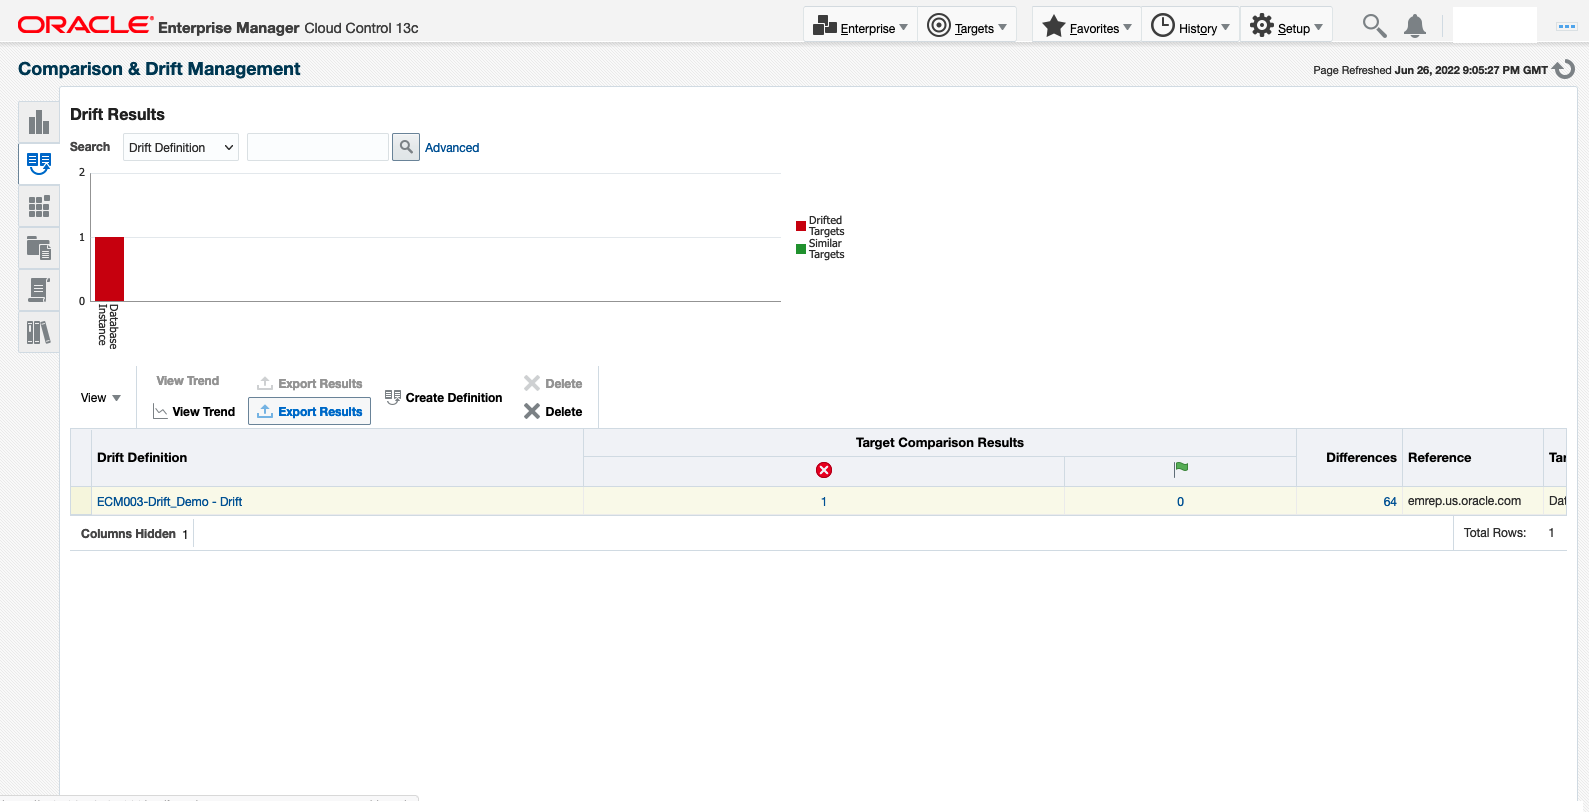 ORACLE Enterprise Manager Cloud Control 13c
Enterprise Targets Favorites History Setup
Comparison & Drift Management
Page Refreshed Jun 26, 2022 9:05:27 PM GMT
Drift Results
Search Drift Definition Advanced
2
1
0
Database Instance
Drifted
Targets
Similar
Targets
View
View Trend Export Results Delete
View Trend Export Results Create Definition Delete
Target Comparison Results
Drift Definition Differences Reference Tar
ECM003-Drift_Demo - Drift 1 0 64 emrep.us.oracle.com Dat
Columns Hidden 1 Total Rows: 1